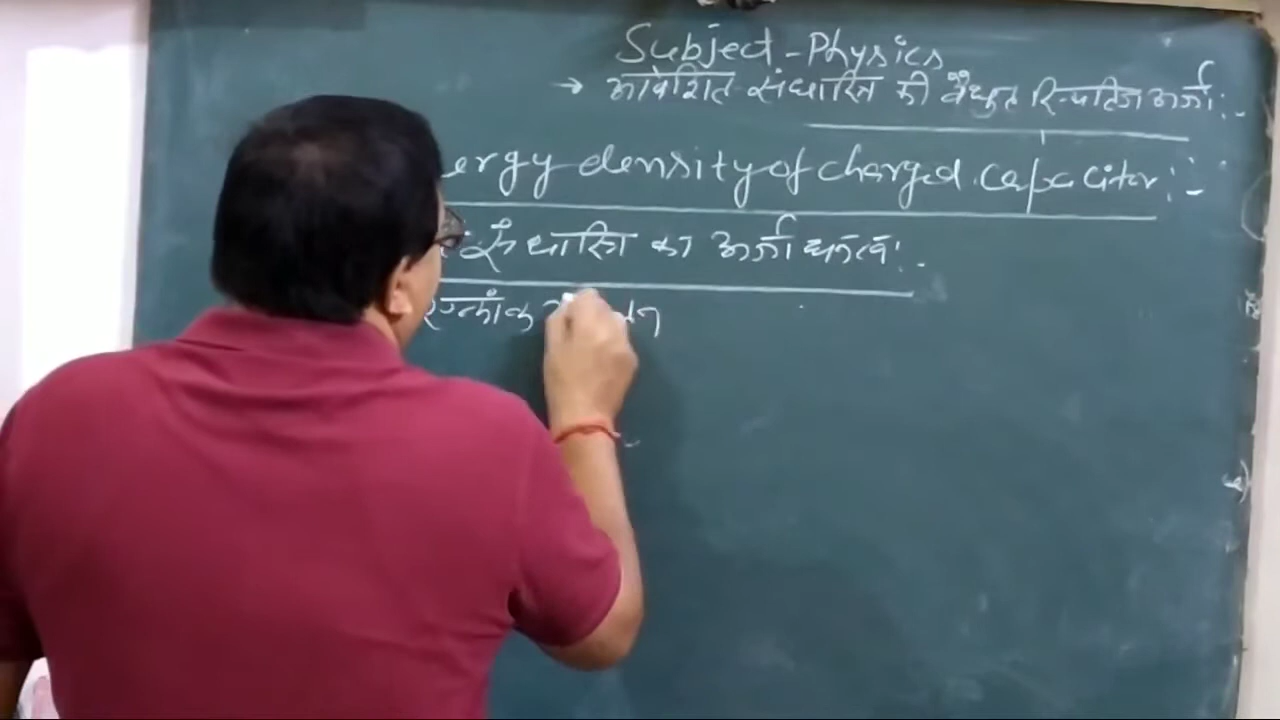 Subject - Physics
→ आवेशित संधारित्र की वैद्युत स्थितिज ऊर्जा :-
ergy density of charged capacitor :-
संधारित्र का ऊर्जा घनत्व :-